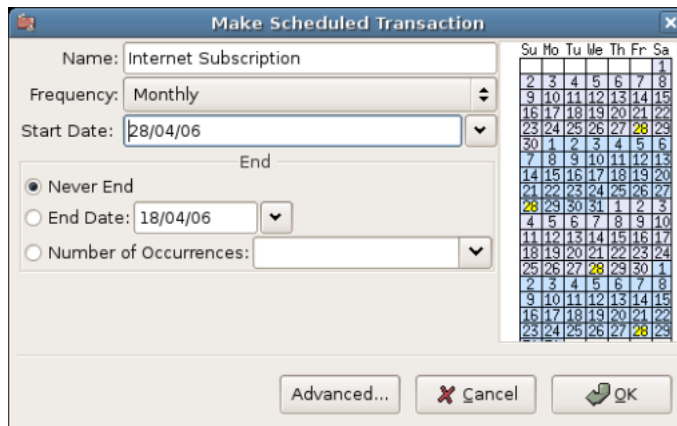 Make Scheduled Transaction
Name: Internet Subscription
Frequency: Monthly
Start Date: 28/04/06
End
Never End
End Date: 18/04/06
Number of Occurrences:
Su Mo Tu We Th Fr Sa
1
2 3 4 5 6 7 8
9 10 11 12 13 14 15
16 17 18 19 20 21 22
23 24 25 26 27 28 29
30 1 2 3 4 5 6
7 8 9 10 11 12 13
14 15 16 17 18 19 20
21 22 23 24 25 26 27
28 29 30 31 1 2 3
4 5 6 7 8 9 10
11 12 13 14 15 16 17
18 19 20 21 22 23 24
25 26 27 28 29 30 1
2 3 4 5 6 7 8
9 10 11 12 13 14 15
16 17 18 19 20 21 22
23 24 25 26 27 28 29
Advanced... Cancel OK